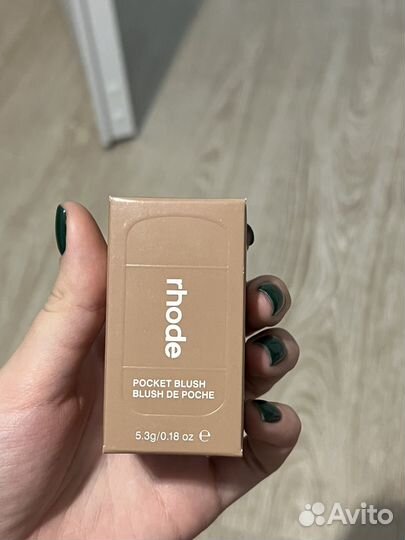 rhode
POCKET BLUSH
BLUSH DE POCHE
5.3g/0.18 oz ℮
Avito